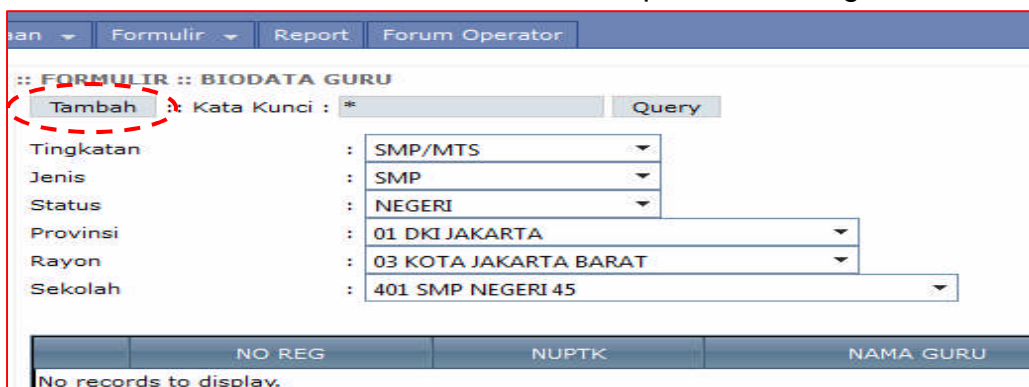 Formulir Report Forum Operator
:: FORMULIR :: BIODATA GURU
Tambah :: Kata Kunci : * Query
Tingkatan : SMP/MTS
Jenis : SMP
Status : NEGERI
Provinsi : 01 DKI JAKARTA
Rayon : 03 KOTA JAKARTA BARAT
Sekolah : 401 SMP NEGERI 45
NO REG NUPTK NAMA GURU
No records to display.